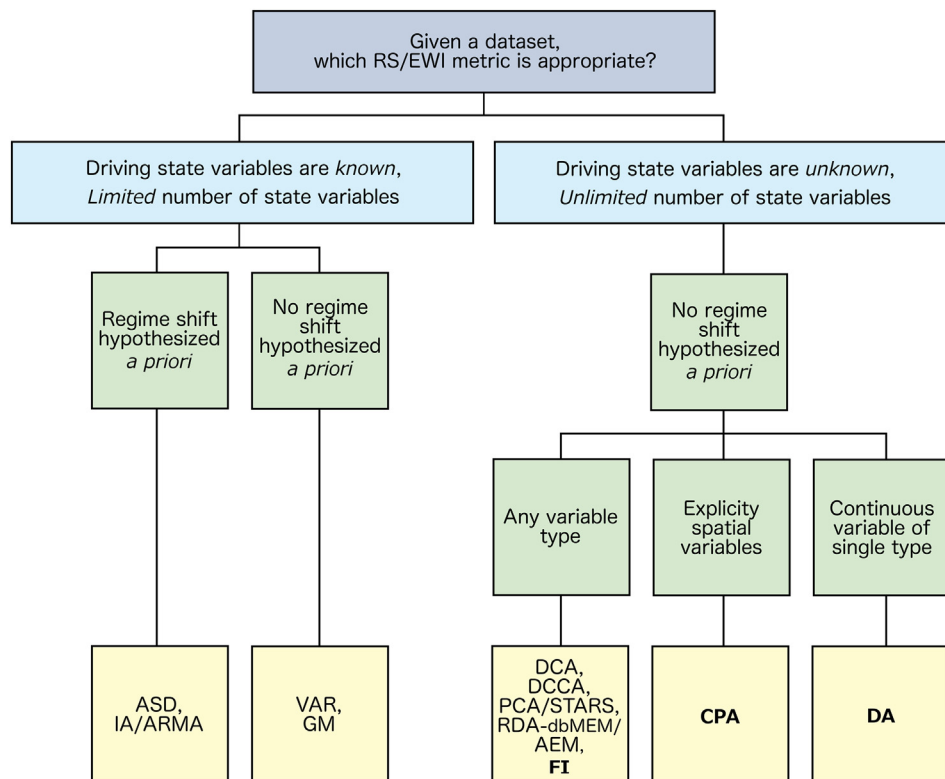 Given a dataset,
which RS/EWI metric is appropriate?
Driving state variables are known,
Limited number of state variables
Driving state variables are unknown,
Unlimited number of state variables
Regime shift
hypothesized
a priori
No regime
shift
hypothesized
a priori
No regime
shift
hypothesized
a priori
Any variable
type
Explicity
spatial
variables
Continuous
variable of
single type
ASD,
IA/ARMA
VAR,
GM
DCA,
DCCA,
PCA/STARS,
RDA-dbMEM/
AEM,
FI
CPA
DA